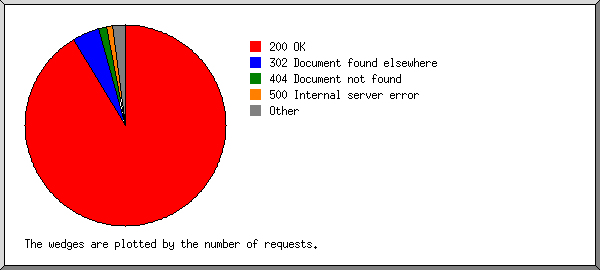 200 OK
302 Document found elsewhere
404 Document not found
500 Internal server error
Other
The wedges are plotted by the number of requests.